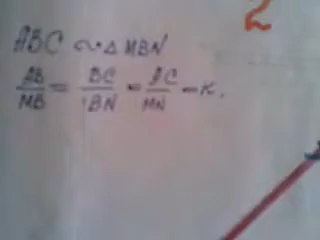 2
ABC ∾ △ MBN
AB/MB = BC/BN = AC/MN = K.